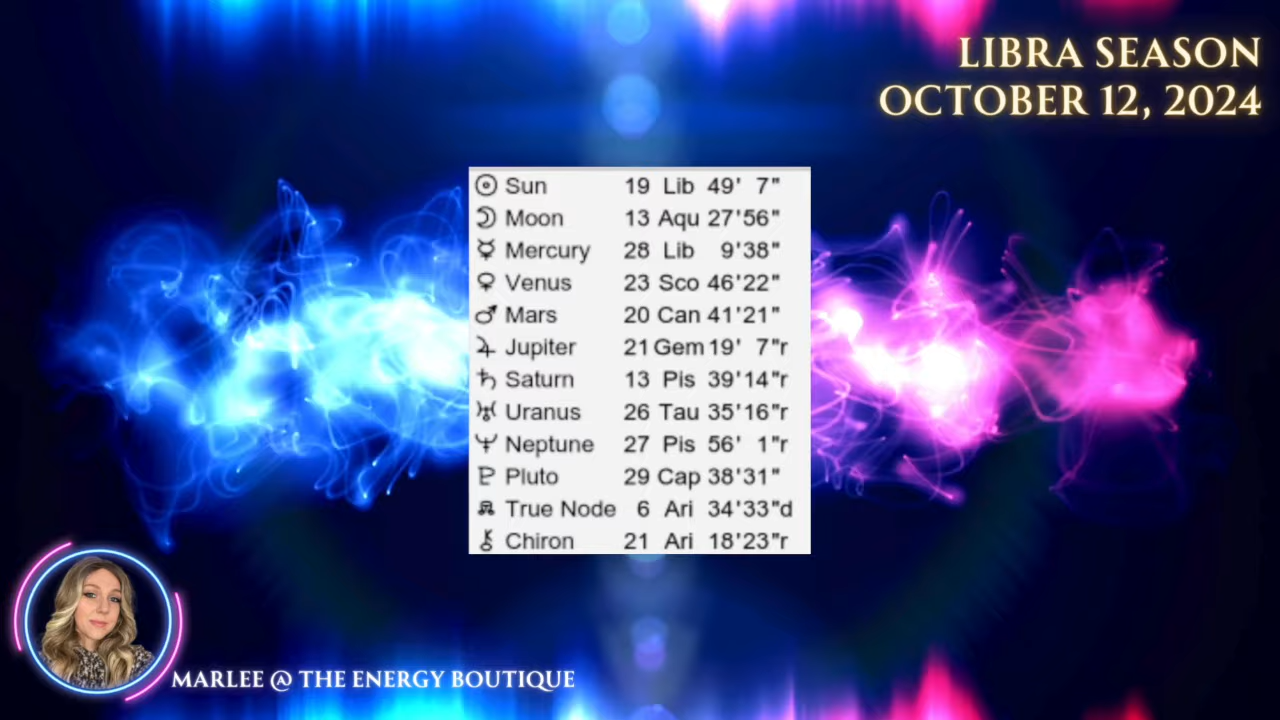 LIBRA SEASON
OCTOBER 12, 2024
☉ Sun 19 Lib 49' 7"
☽ Moon 13 Aqu 27'56"
☿ Mercury 28 Lib 9'38"
♀ Venus 23 Sco 46'22"
♂ Mars 20 Can 41'21"
♃ Jupiter 21 Gem 19' 7"r
♄ Saturn 13 Pis 39'14"r
♅ Uranus 26 Tau 35'16"r
♆ Neptune 27 Pis 56' 1"r
♇ Pluto 29 Cap 38'31"
☊ True Node 6 Ari 34'33"d
⚷ Chiron 21 Ari 18'23"r
MARLEE @ THE ENERGY BOUTIQUE